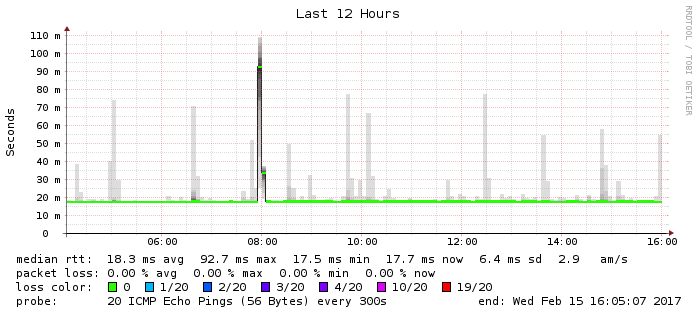 Last 12 Hours
RRDTOOL / TOBI OETIKER
Seconds
110 m
100 m
90 m
80 m
70 m
60 m
50 m
40 m
30 m
20 m
10 m
0
06:00 08:00 10:00 12:00 14:00 16:00
median rtt: 18.3 ms avg 92.7 ms max 17.5 ms min 17.7 ms now 6.4 ms sd 2.9 am/s
packet loss: 0.00 % avg 0.00 % max 0.00 % min 0.00 % now
loss color: 0 1/20 2/20 3/20 4/20 10/20 19/20
probe: 20 ICMP Echo Pings (56 Bytes) every 300s end: Wed Feb 15 16:05:07 2017